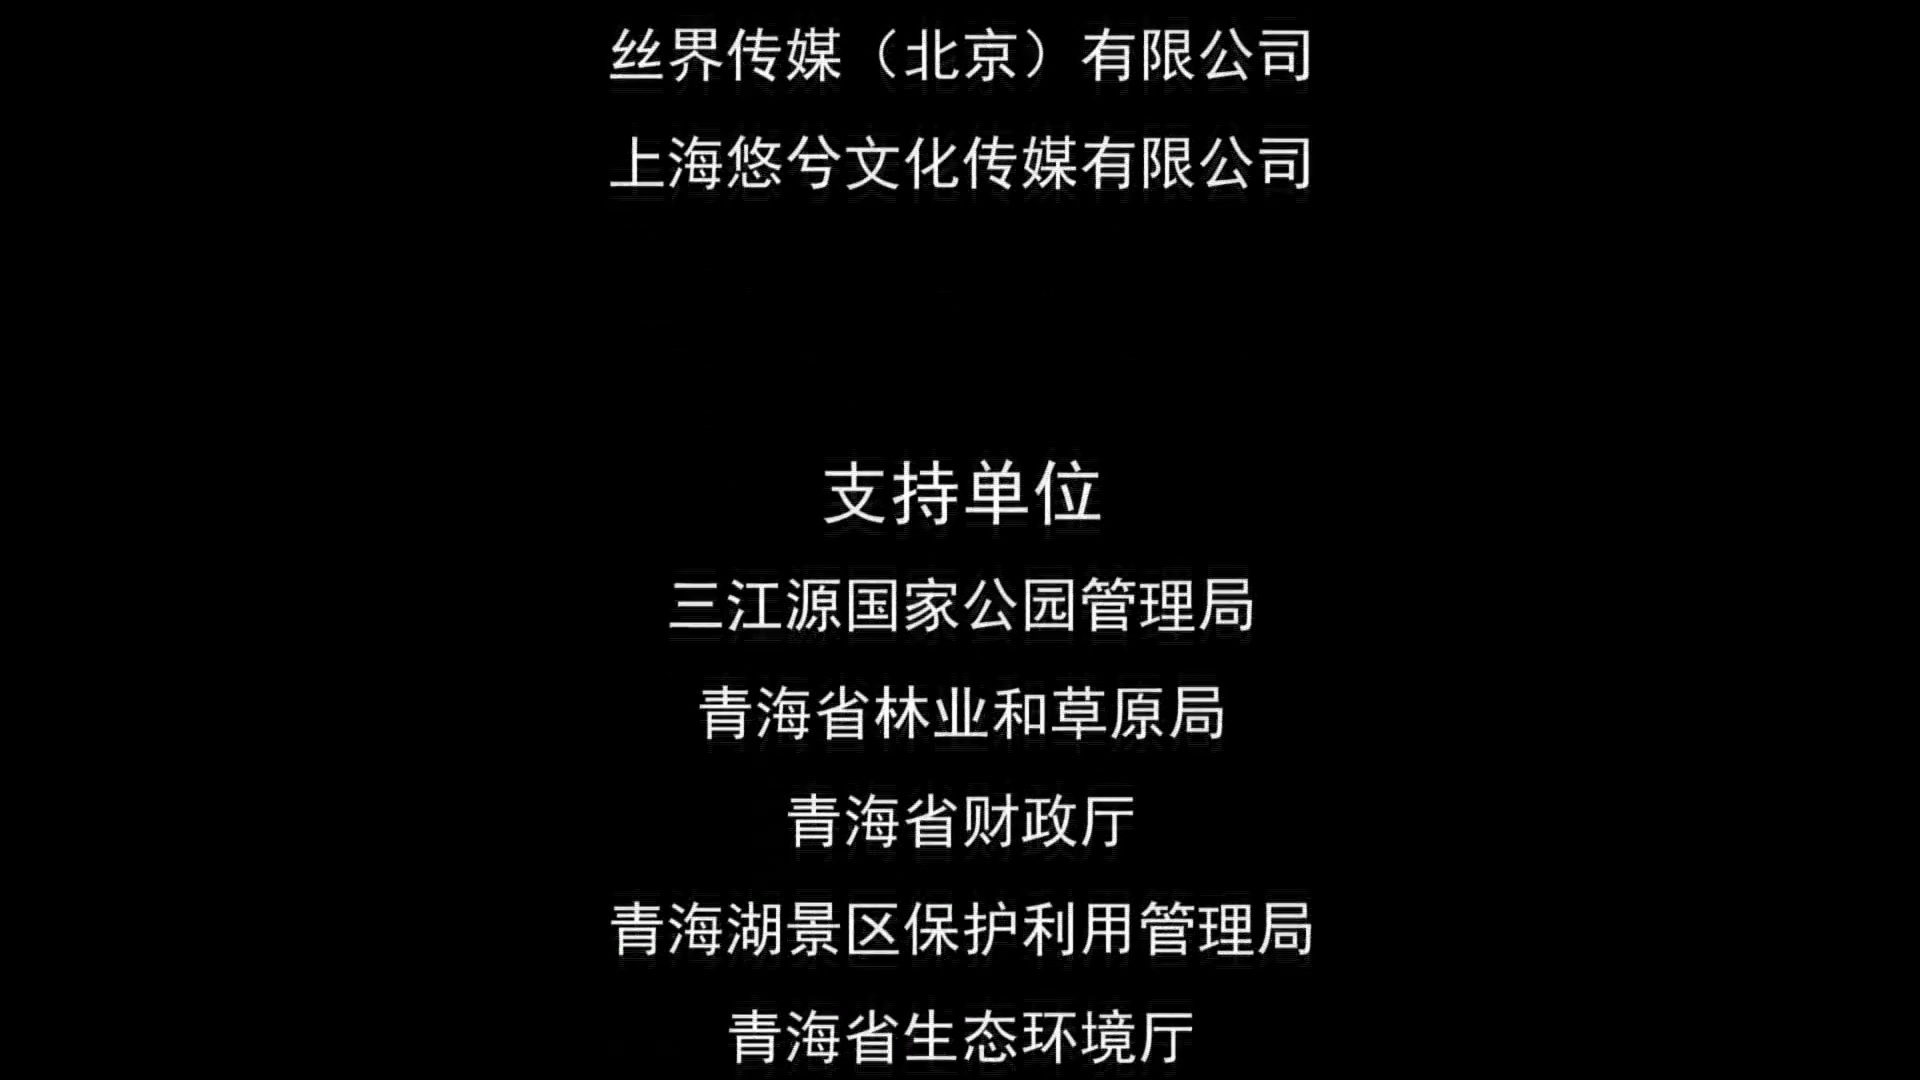 丝界传媒（北京）有限公司
上海悠兮文化传媒有限公司
支持单位
三江源国家公园管理局
青海省林业和草原局
青海省财政厅
青海湖景区保护利用管理局
青海省生态环境厅